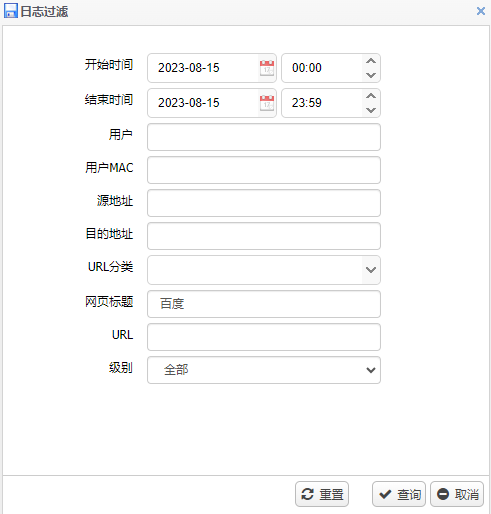 日志过滤
开始时间 2023-08-15 00:00
结束时间 2023-08-15 23:59
用户
用户MAC
源地址
目的地址
URL分类
网页标题 百度
URL
级别 全部
重置 查询 取消